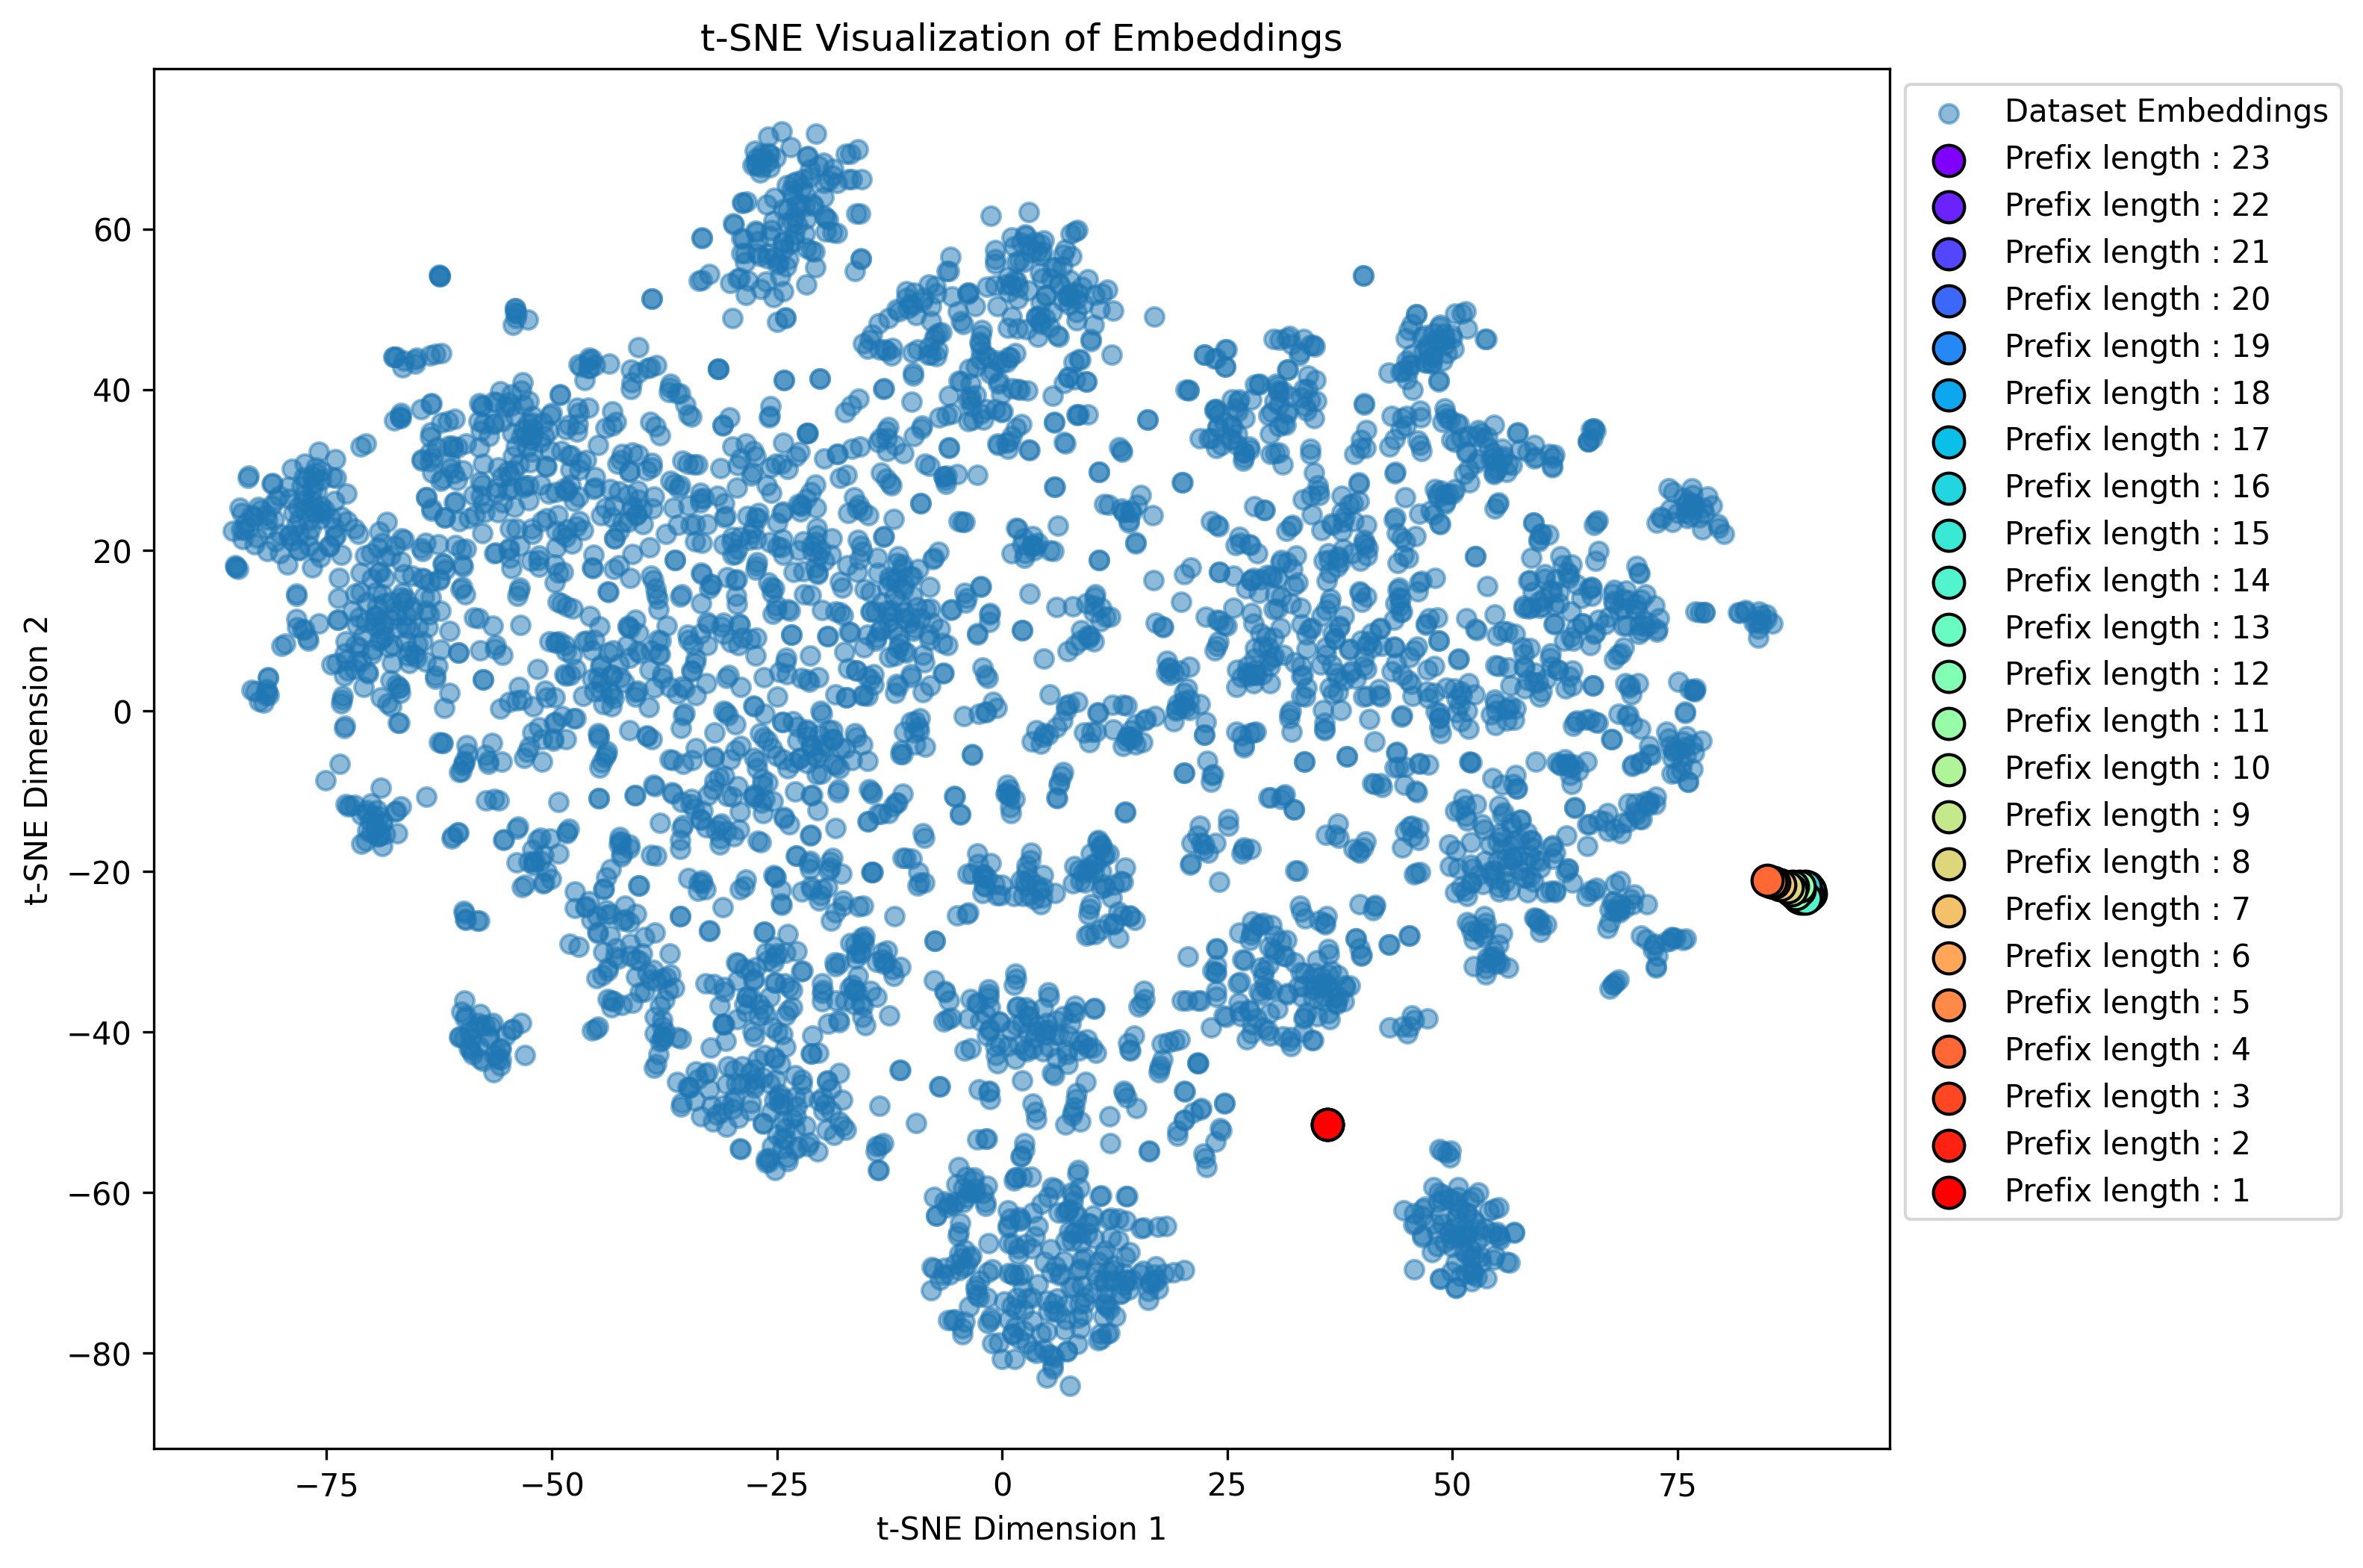 t-SNE Visualization of Embeddings
t-SNE Dimension 2
60
40
20
0
−20
−40
−60
−80
−75
−50
−25
0
25
50
75
t-SNE Dimension 1
Dataset Embeddings
Prefix length : 23
Prefix length : 22
Prefix length : 21
Prefix length : 20
Prefix length : 19
Prefix length : 18
Prefix length : 17
Prefix length : 16
Prefix length : 15
Prefix length : 14
Prefix length : 13
Prefix length : 12
Prefix length : 11
Prefix length : 10
Prefix length : 9
Prefix length : 8
Prefix length : 7
Prefix length : 6
Prefix length : 5
Prefix length : 4
Prefix length : 3
Prefix length : 2
Prefix length : 1